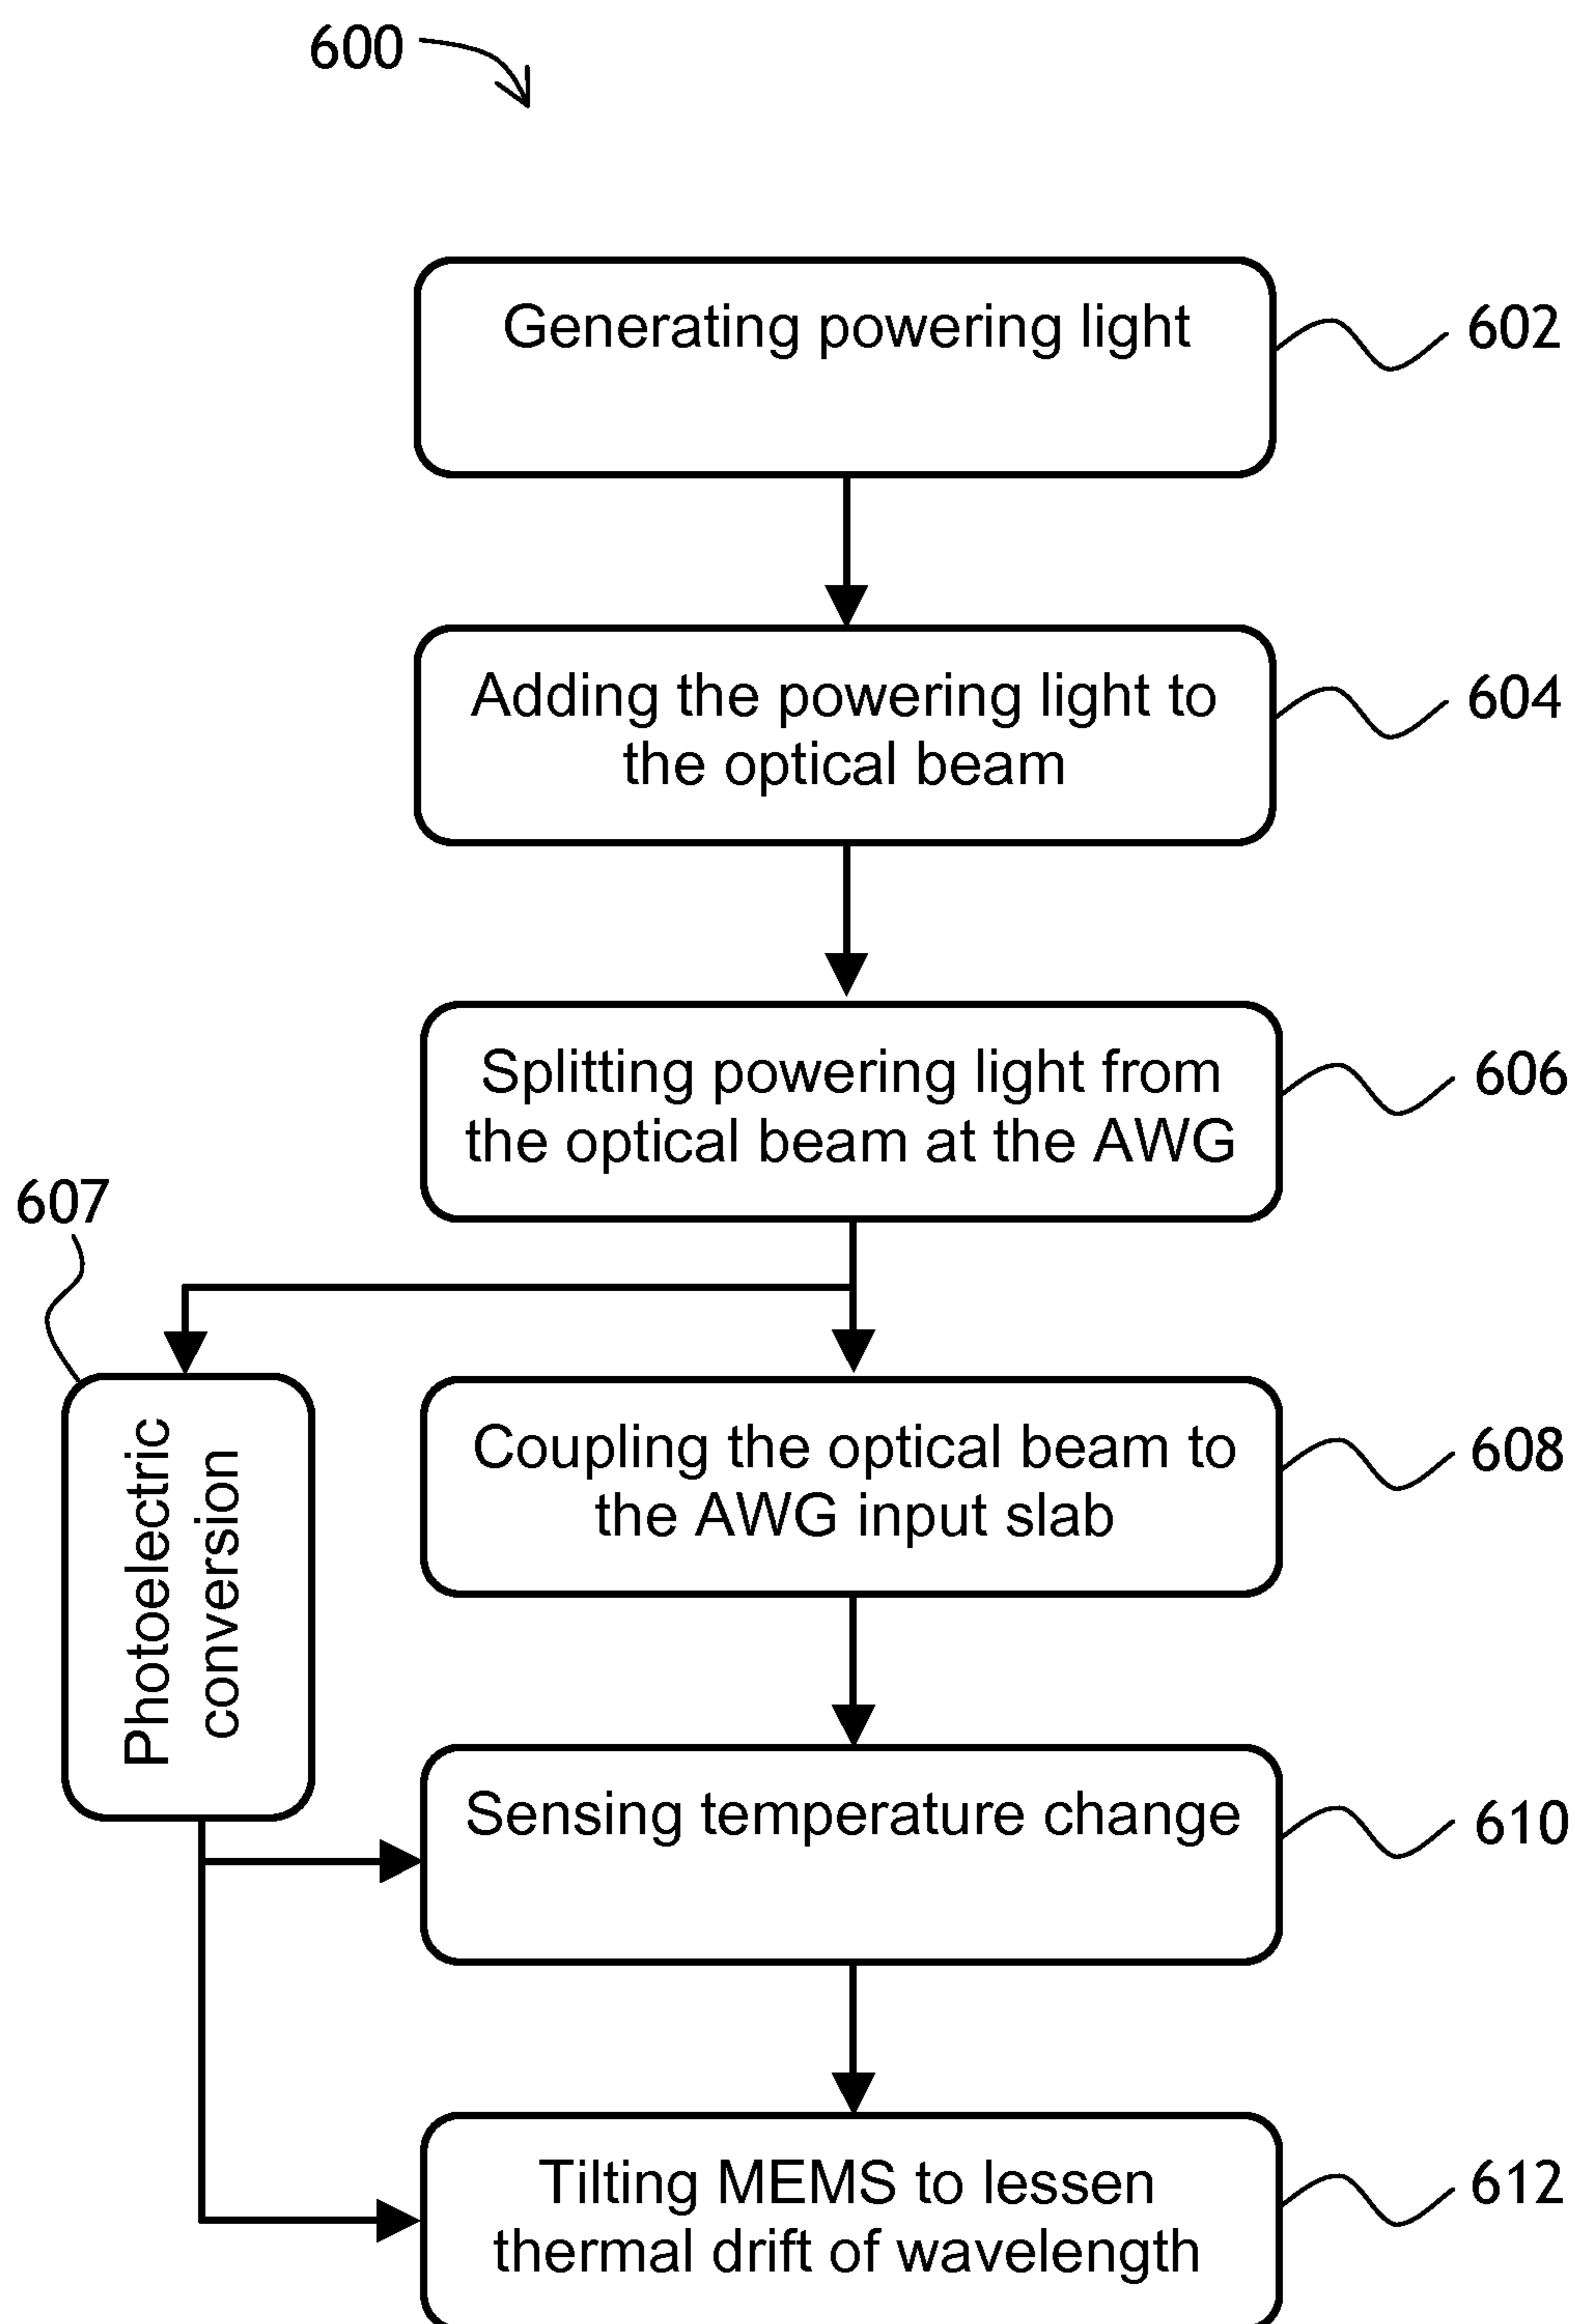 600
Generating powering light
602
Adding the powering light to
the optical beam
604
Splitting powering light from
the optical beam at the AWG
606
607
Photoelectric
conversion
Coupling the optical beam to
the AWG input slab
608
Sensing temperature change
610
Tilting MEMS to lessen
thermal drift of wavelength
612